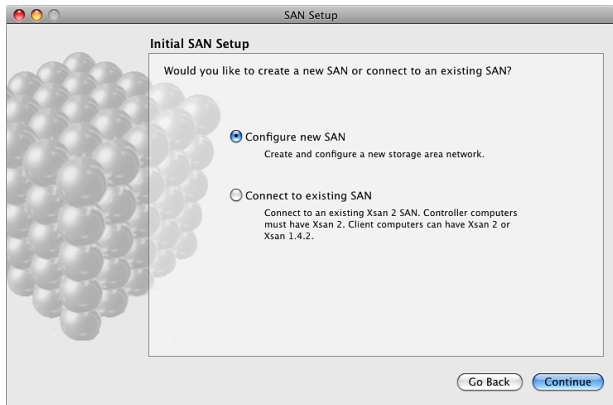 SAN Setup
Initial SAN Setup
Would you like to create a new SAN or connect to an existing SAN?
Configure new SAN
Create and configure a new storage area network.
Connect to existing SAN
Connect to an existing Xsan 2 SAN. Controller computers
must have Xsan 2. Client computers can have Xsan 2 or
Xsan 1.4.2.
Go Back
Continue